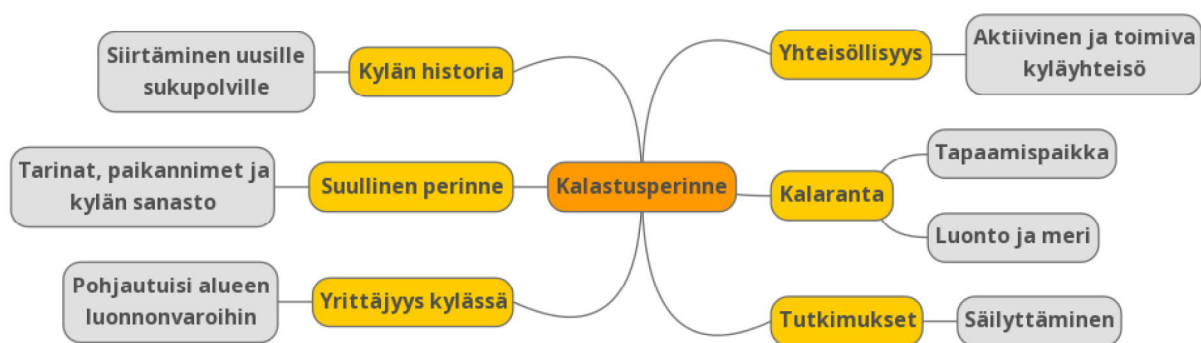 Siirtäminen uusille
sukupolville
Kylän historia
Yhteisöllisyys
Aktiivinen ja toimiva
kyläyhteisö
Tarinat, paikannimet ja
kylän sanasto
Suullinen perinne
Kalastusperinne
Kalaranta
Tapaamispaikka
Luonto ja meri
Pohjautuisi alueen
luonnonvaroihin
Yrittäjyys kylässä
Tutkimukset
Säilyttäminen